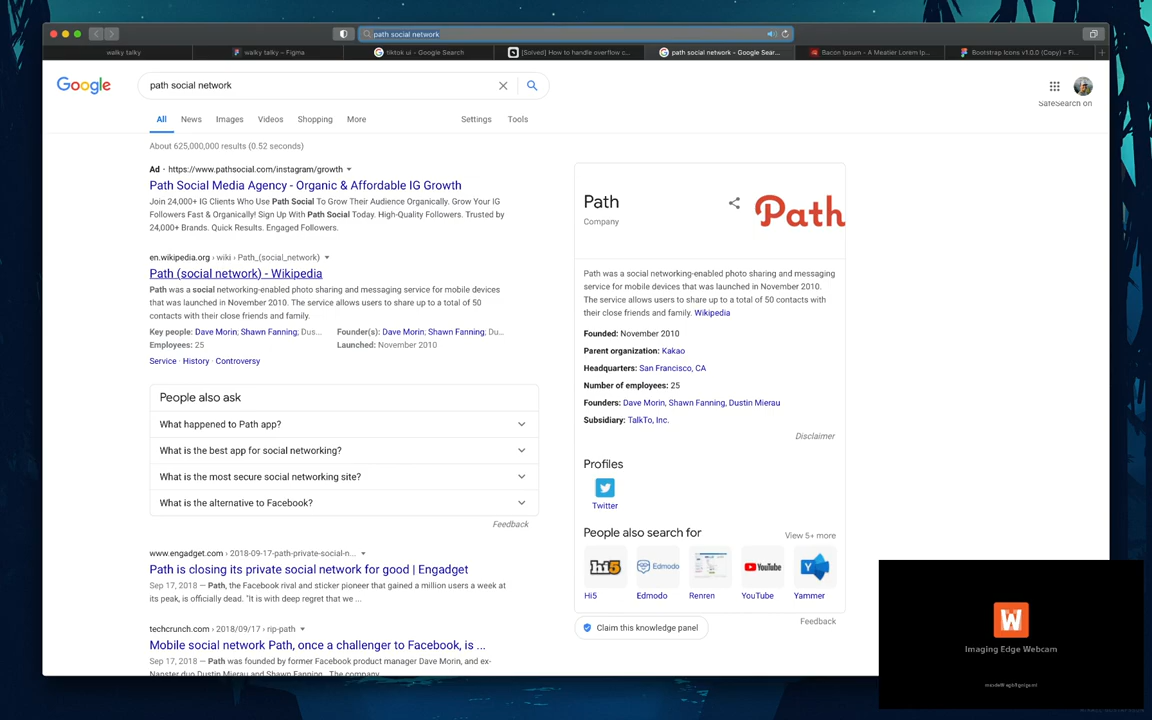 path social network
walky talky
walky talky – Figma
tiktok ui - Google Search
[Solved] How to handle overflow c...
path social network - Google Sear...
Bacon Ipsum - A Meatier Lorem Ip...
Bootstrap Icons v1.0.0 (Copy) – Fi...
Google
path social network
SafeSearch on
All
News
Images
Videos
Shopping
More
Settings
Tools
About 625,000,000 results (0.52 seconds)
Ad · https://www.pathsocial.com/instagram/growth
Path Social Media Agency - Organic & Affordable IG Growth
Join 24,000+ IG Clients Who Use Path Social To Grow Their Audience Organically. Grow Your IG
Followers Fast & Organically! Sign Up With Path Social Today. High-Quality Followers. Trusted by
24,000+ Brands. Quick Results. Engaged Followers.
en.wikipedia.org › wiki › Path_(social_network)
Path (social network) - Wikipedia
Path was a social networking-enabled photo sharing and messaging service for mobile devices
that was launched in November 2010. The service allows users to share up to a total of 50
contacts with their close friends and family.
Key people: Dave Morin, Shawn Fanning, Dus...
Founder(s): Dave Morin, Shawn Fanning, Du...
Employees: 25
Launched: November 2010
Service · History · Controversy
People also ask
What happened to Path app?
What is the best app for social networking?
What is the most secure social networking site?
What is the alternative to Facebook?
Feedback
www.engadget.com › 2018-09-17-path-private-social-n...
Path is closing its private social network for good | Engadget
Sep 17, 2018 — Path, the Facebook rival and sticker pioneer that gained a million users a week at
its peak, is officially dead. "It is with deep regret that we ...
techcrunch.com › 2018/09/17 › rip-path
Mobile social network Path, once a challenger to Facebook, is ...
Sep 17, 2018 — Path was founded by former Facebook product manager Dave Morin, and ex-
Napster duo Dustin Mierau and Shawn Fanning. The company
Path
Company
Path
Path was a social networking-enabled photo sharing and messaging
service for mobile devices that was launched in November 2010.
The service allows users to share up to a total of 50 contacts with
their close friends and family. Wikipedia
Founded: November 2010
Parent organization: Kakao
Headquarters: San Francisco, CA
Number of employees: 25
Founders: Dave Morin, Shawn Fanning, Dustin Mierau
Subsidiary: TalkTo, Inc.
Disclaimer
Profiles
Twitter
People also search for
View 5+ more
hi5
Edmodo
YouTube
Hi5
Edmodo
Renren
YouTube
Yammer
Feedback
Claim this knowledge panel
W
Imaging Edge Webcam